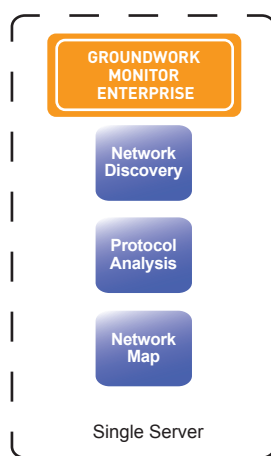 GROUNDWORK
MONITOR
ENTERPRISE
Network
Discovery
Protocol
Analysis
Network
Map
Single Server